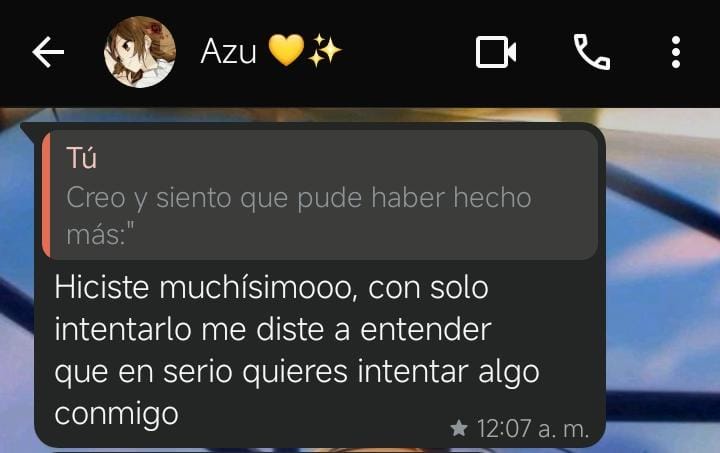 Azu 💛✨
Tú
Creo y siento que pude haber hecho
más:"
Hiciste muchísimooo, con solo
intentarlo me diste a entender
que en serio quieres intentar algo
conmigo
★ 12:07 a. m.